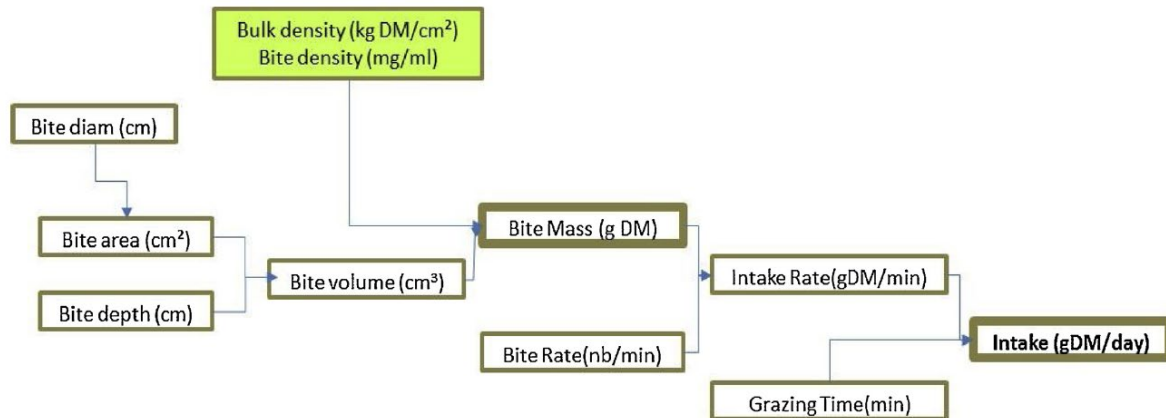 Bulk density (kg DM/cm²)
Bite density (mg/ml)
Bite diam (cm)
Bite area (cm²)
Bite depth (cm)
Bite volume (cm³)
Bite Mass (g DM)
Bite Rate(nb/min)
Intake Rate(gDM/min)
Grazing Time(min)
Intake (gDM/day)